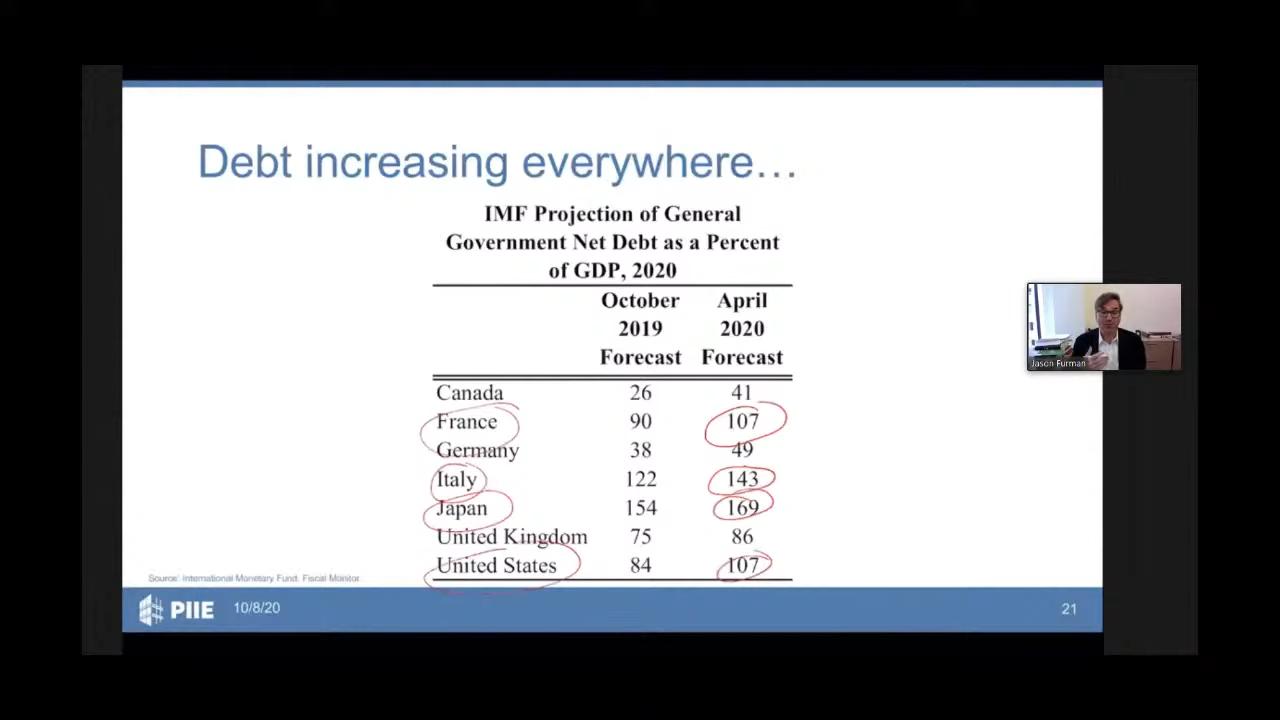 Debt increasing everywhere…
IMF Projection of General
Government Net Debt as a Percent
of GDP, 2020
October April
2019 2020
Forecast Forecast
Canada 26 41
France 90 107
Germany 38 49
Italy 122 143
Japan 154 169
United Kingdom 75 86
United States 84 107
Source: International Monetary Fund. Fiscal Monitor.
PIIE 10/8/20 21
Jason Furman